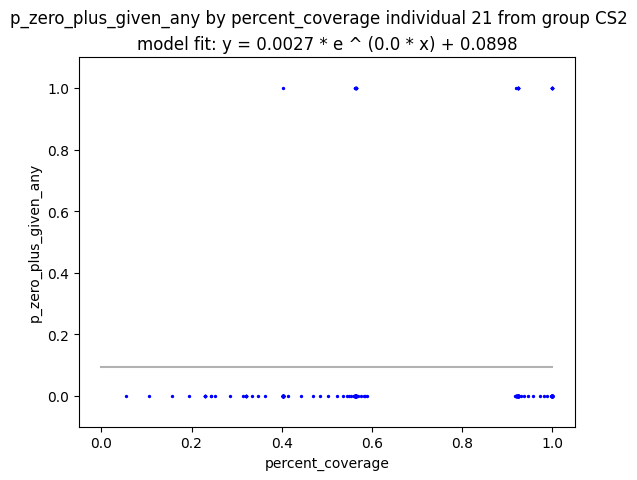 p_zero_plus_given_any by percent_coverage individual 21 from group CS2
model fit: y = 0.0027 * e ^ (0.0 * x) + 0.0898
1.0
0.8
0.6
0.4
0.2
0.0
p_zero_plus_given_any
0.0 0.2 0.4 0.6 0.8 1.0
percent_coverage